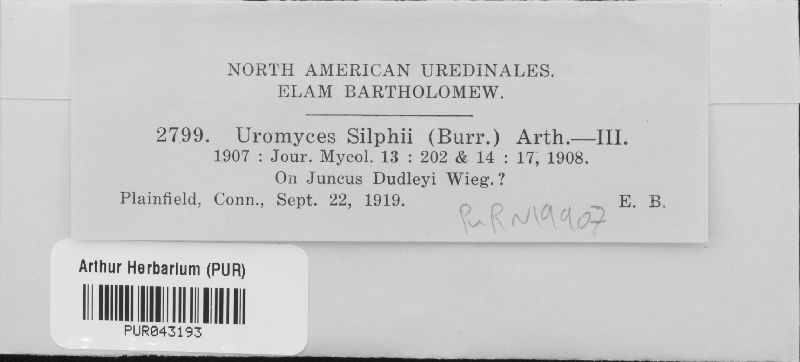 NORTH AMERICAN UREDINALES.
ELAM BARTHOLOMEW.
2799. Uromyces Silphii (Burr.) Arth.—III.
1907 : Jour. Mycol. 13 : 202 & 14 : 17, 1908.
On Juncus Dudleyi Wieg.?
Plainfield, Conn., Sept. 22, 1919. E. B.
PUR N19907
Arthur Herbarium (PUR)
PUR043193